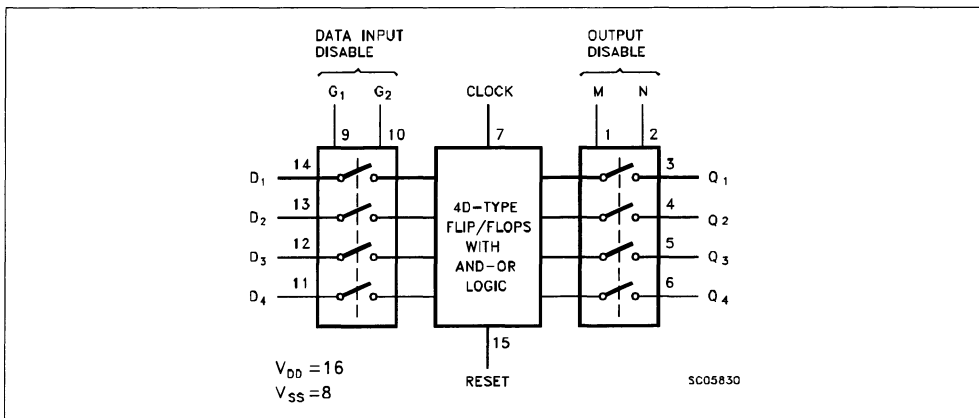 DATA INPUT
DISABLE
OUTPUT
DISABLE
G1 G2 CLOCK M N
9 10 7 1 2
D1 14 3 Q1
D2 13 4 Q2
D3 12 5 Q3
D4 11 6 Q4
4D-TYPE
FLIP/FLOPS
WITH
AND-OR
LOGIC
15
RESET
VDD =16
VSS =8
SC05830